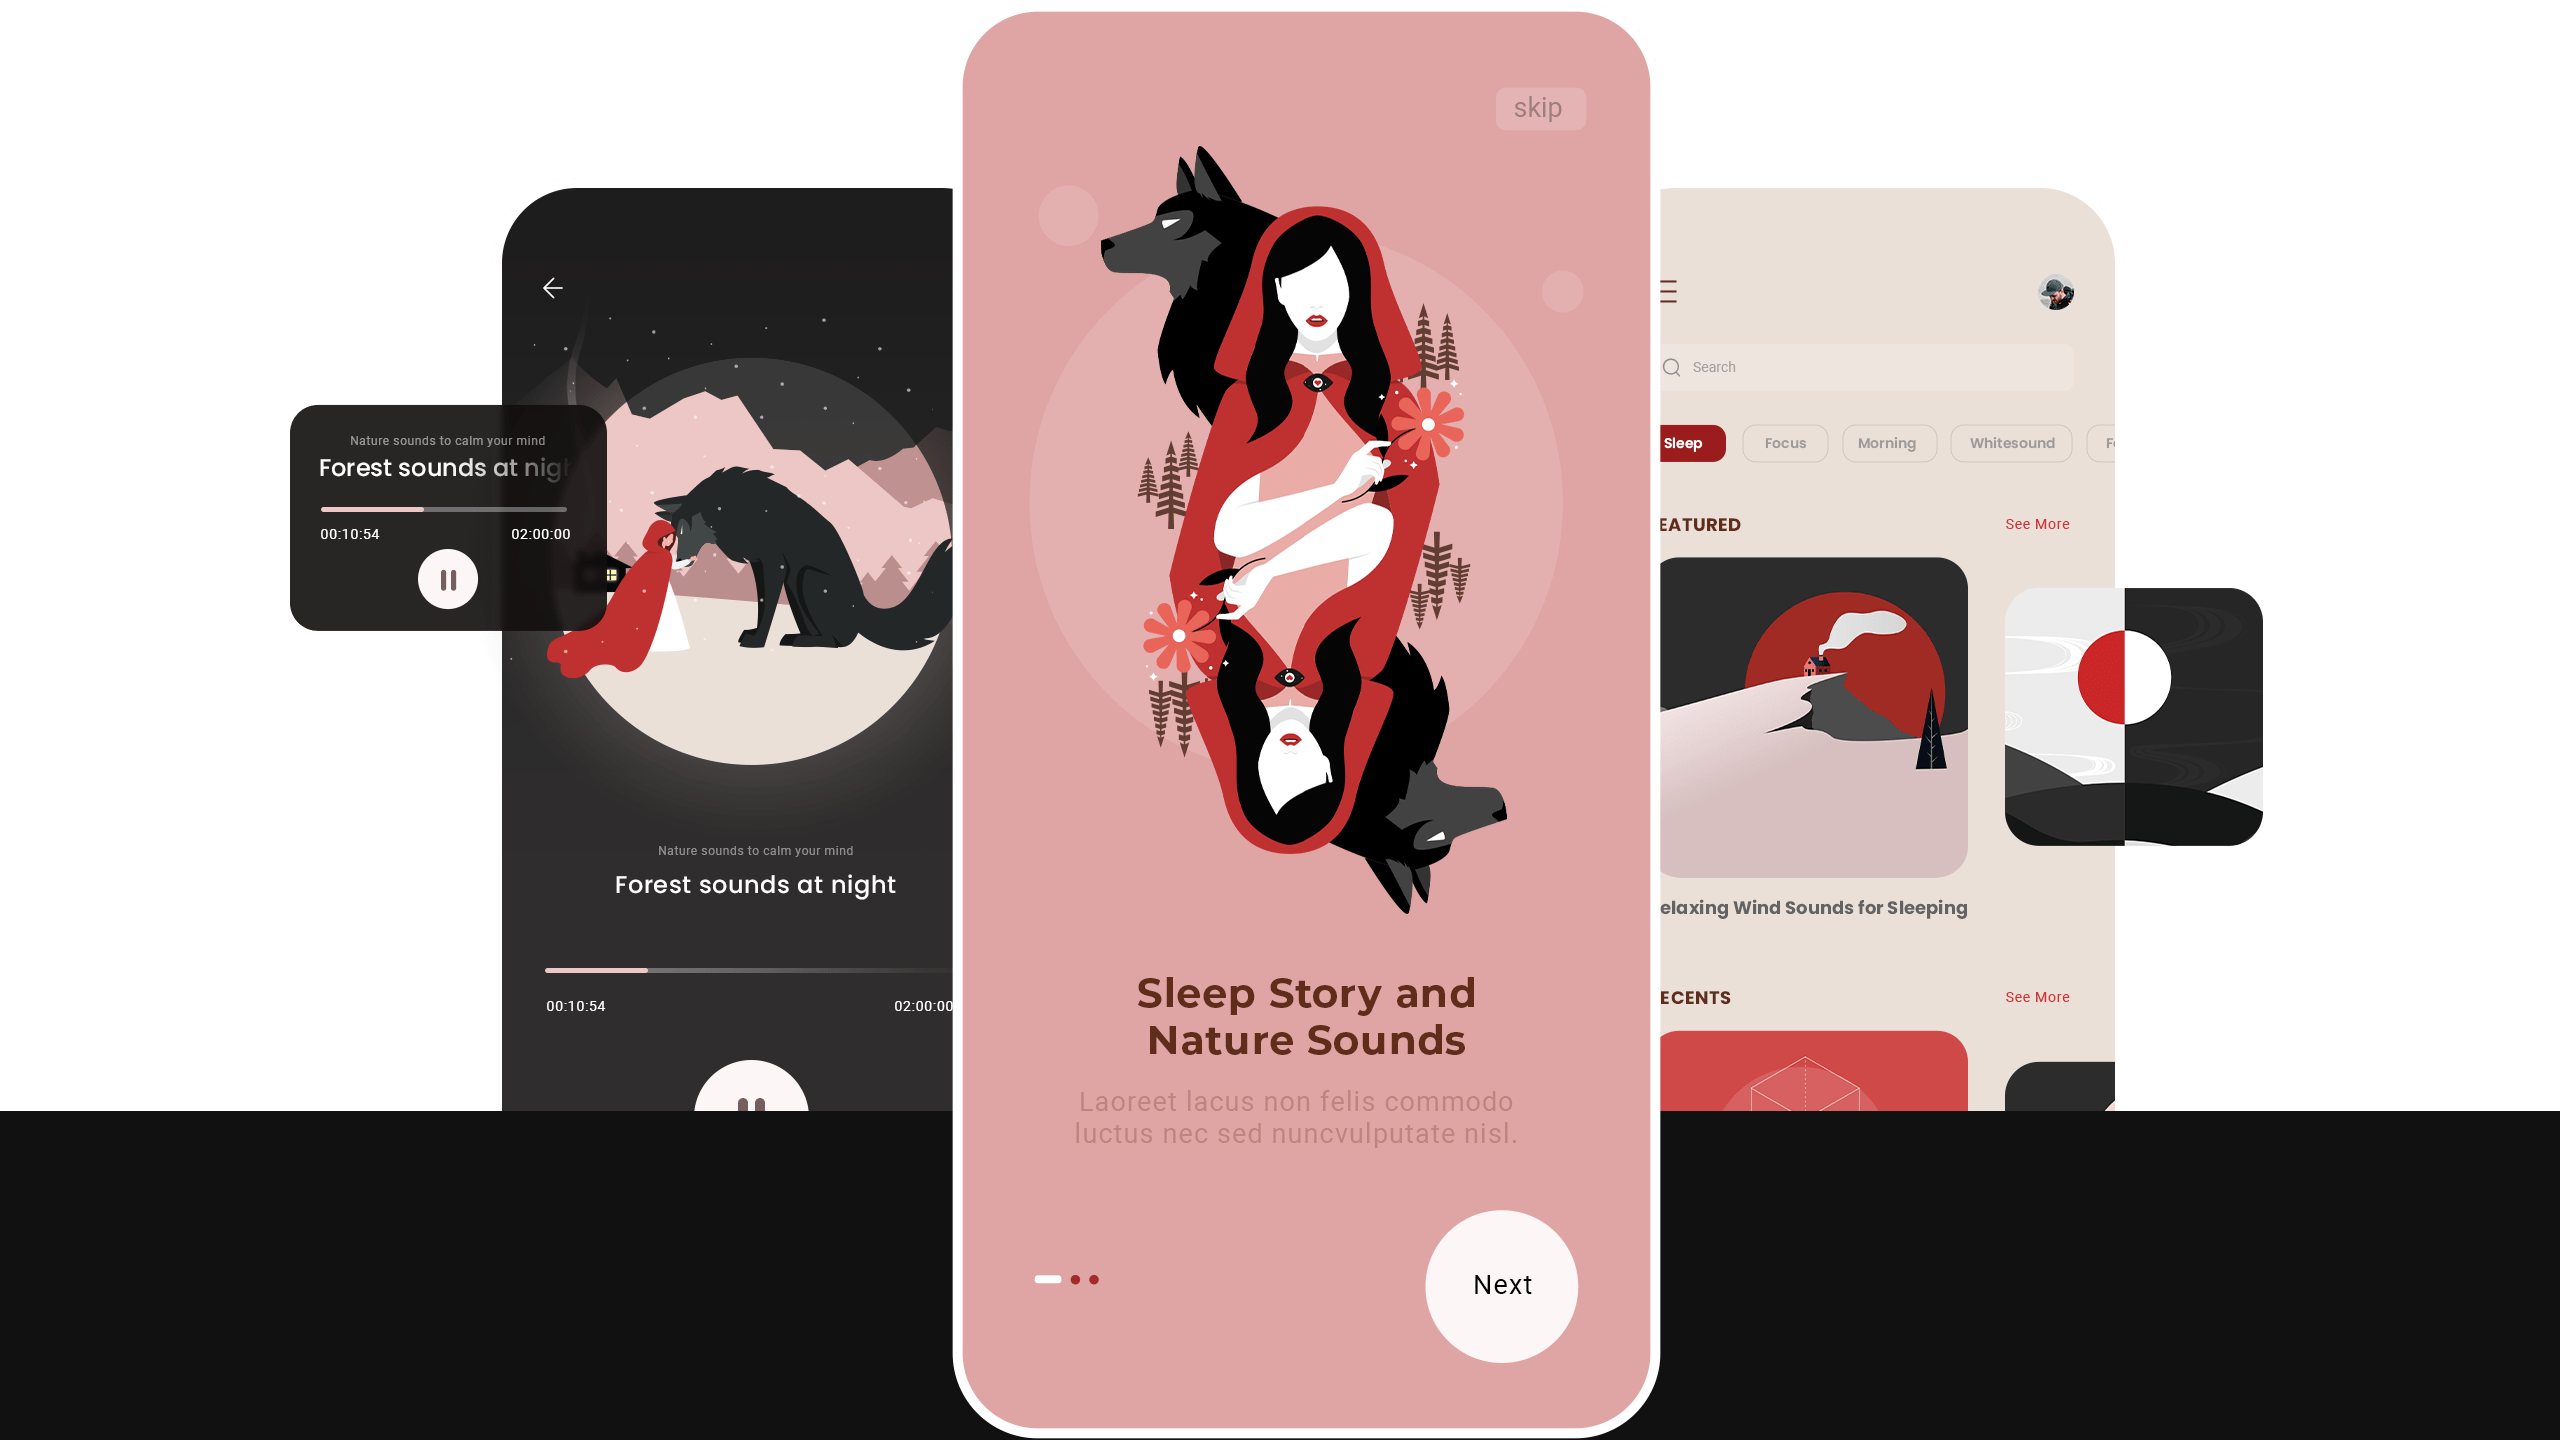 Nature sounds to calm your mind
Forest sounds at nigh
00:10:54 02:00:00
Nature sounds to calm your mind
Forest sounds at night
00:10:54 02:00:00
skip
Sleep Story and
Nature Sounds
Laoreet lacus non felis commodo
luctus nec sed nuncvulputate nisl.
Next
Search
Sleep Focus Morning Whitesound
EATURED See More
elaxing Wind Sounds for Sleeping
ECENTS See More